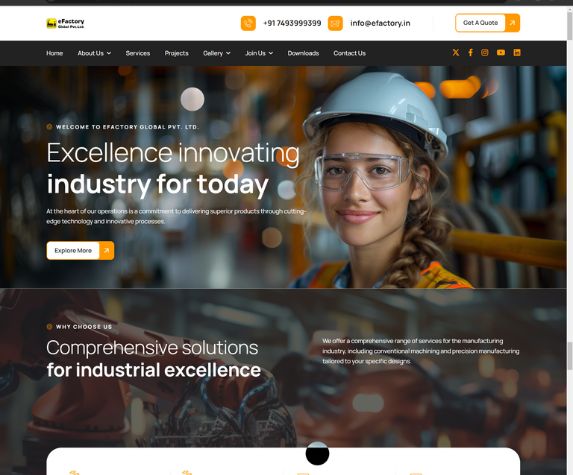 eFactory
Global Pvt.Ltd.
+91 7493999399
info@efactory.in
Get A Quote
Home About Us Services Projects Gallery Join Us Downloads Contact Us
WELCOME TO EFACTORY GLOBAL PVT. LTD.
Excellence innovating
industry for today
At the heart of our operations is a commitment to delivering superior products through cutting-
edge technology and innovative processes.
Explore More
WHY CHOOSE US
Comprehensive solutions
for industrial excellence
We offer a comprehensive range of services for the manufacturing
industry, including conventional machining and precision manufacturing
tailored to your specific designs.